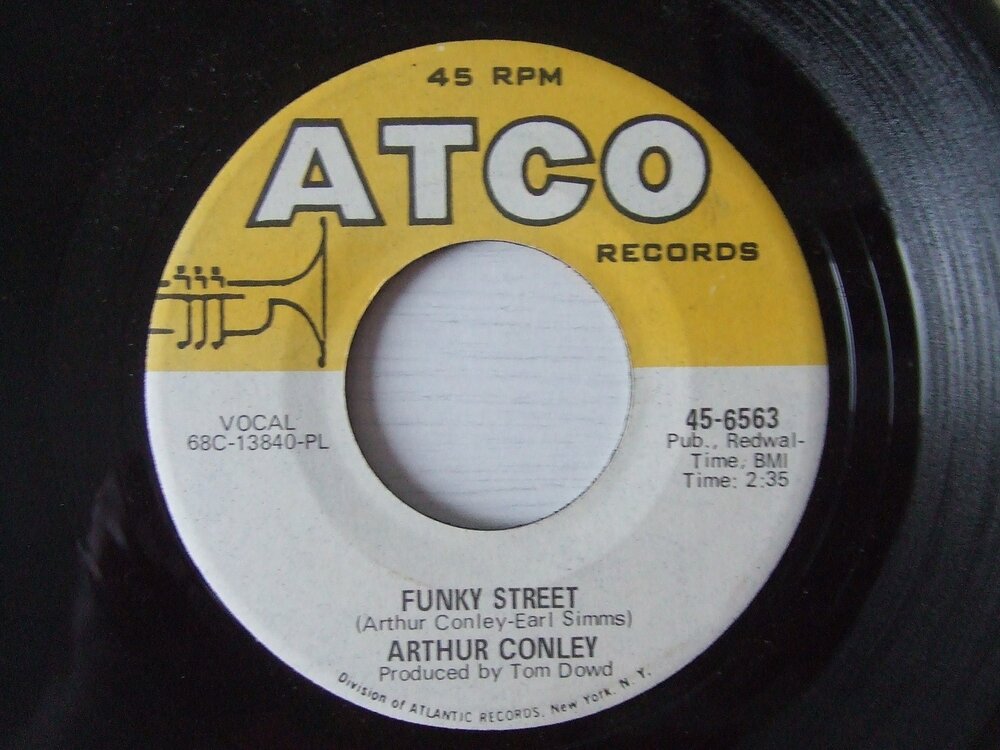 45 RPM
ATCO
RECORDS
VOCAL
68C-13840-PL
45-6563
Pub., Redwal-
Time, BMI
Time: 2:35
FUNKY STREET
(Arthur Conley-Earl Simms)
ARTHUR CONLEY
Produced by Tom Dowd
Division of ATLANTIC RECORDS, New York, N. Y.